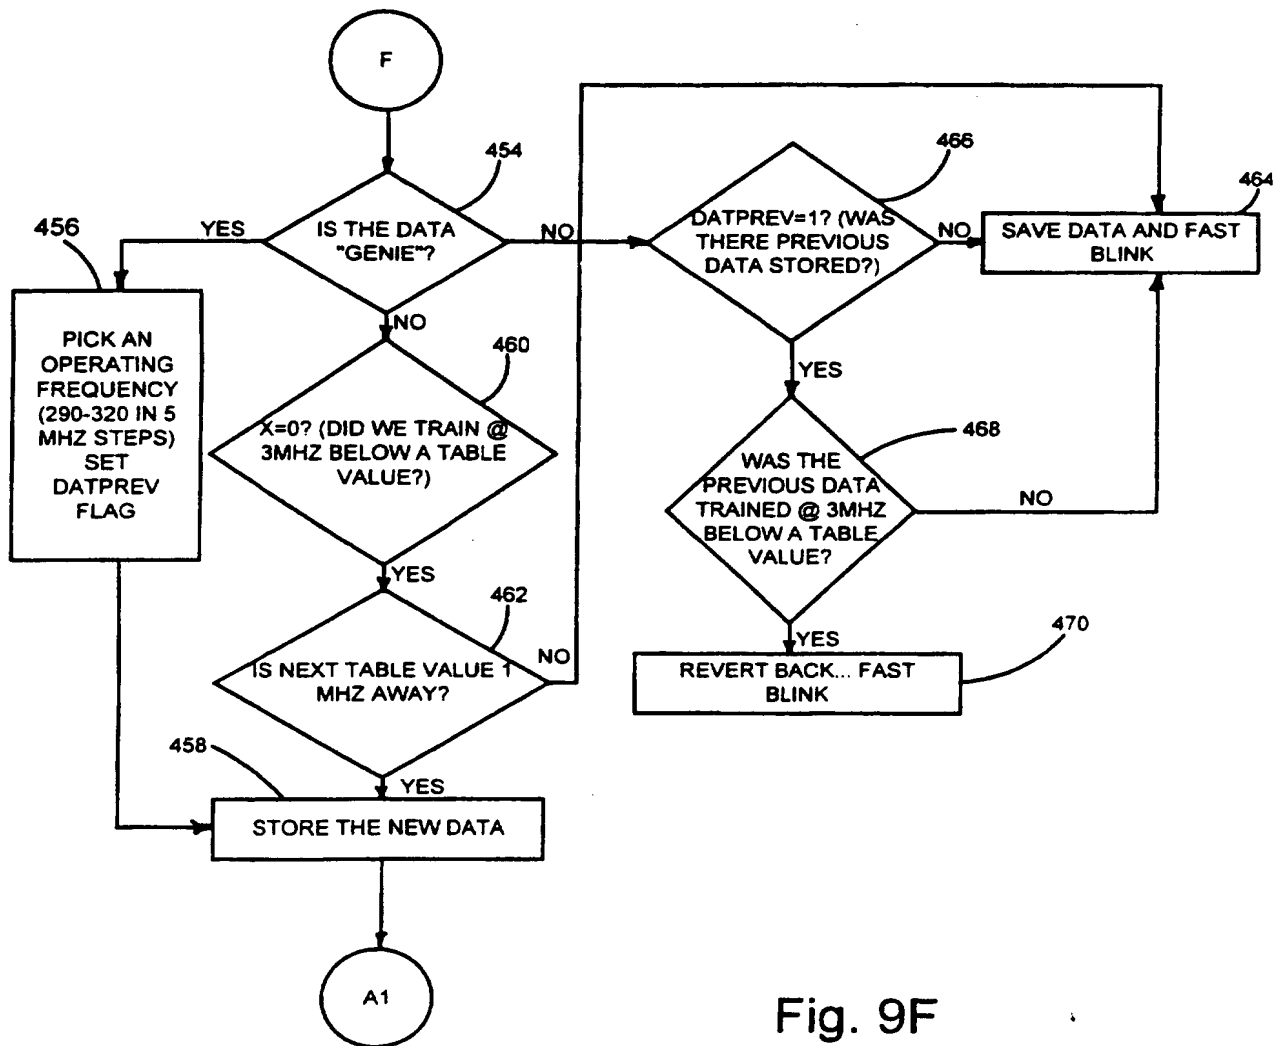 F
454
IS THE DATA
"GENIE"?
YES
NO
NO
456
PICK AN
OPERATING
FREQUENCY
(290-320 IN 5
MHZ STEPS)
SET
DATPREV
FLAG
460
X=0? (DID WE TRAIN @
3MHZ BELOW A TABLE
VALUE?)
YES
462
IS NEXT TABLE VALUE 1
MHZ AWAY?
NO
YES
458
STORE THE NEW DATA
A1
466
DATPREV=1? (WAS
THERE PREVIOUS
DATA STORED?)
NO
YES
464
SAVE DATA AND FAST
BLINK
468
WAS THE
PREVIOUS DATA
TRAINED @ 3MHZ
BELOW A TABLE
VALUE?
NO
YES
470
REVERT BACK... FAST
BLINK
Fig. 9F